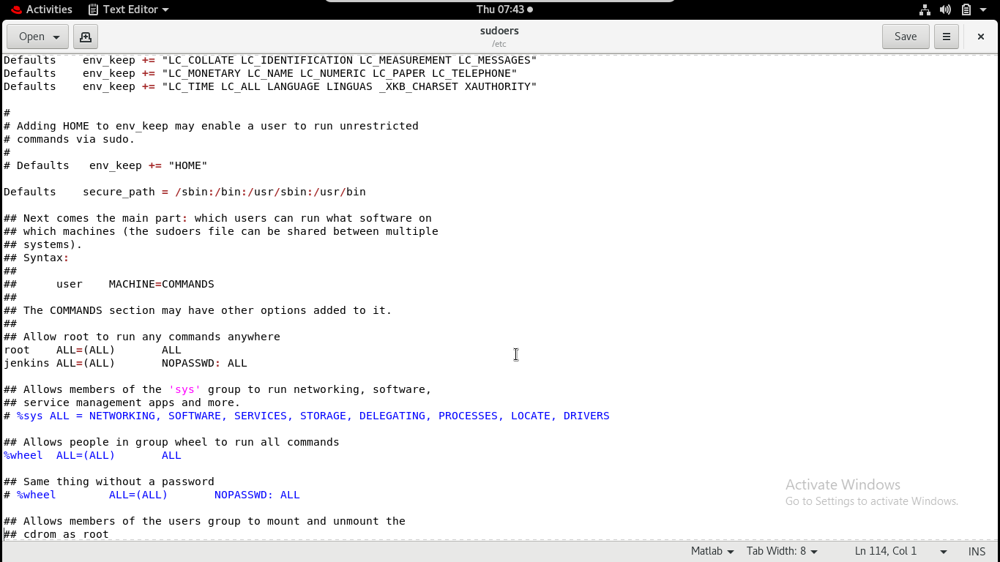 Activities Text Editor Thu 07:43
Open sudoers Save
/etc
Defaults    env_keep += "LC_COLLATE LC_IDENTIFICATION LC_MEASUREMENT LC_MESSAGES"
Defaults    env_keep += "LC_MONETARY LC_NAME LC_NUMERIC LC_PAPER LC_TELEPHONE"
Defaults    env_keep += "LC_TIME LC_ALL LANGUAGE LINGUAS _XKB_CHARSET XAUTHORITY"
#
# Adding HOME to env_keep may enable a user to run unrestricted
# commands via sudo.
#
# Defaults   env_keep += "HOME"
Defaults    secure_path = /sbin:/bin:/usr/sbin:/usr/bin
## Next comes the main part: which users can run what software on
## which machines (the sudoers file can be shared between multiple
## systems).
## Syntax:
##
##      user    MACHINE=COMMANDS
##
## The COMMANDS section may have other options added to it.
##
## Allow root to run any commands anywhere
root    ALL=(ALL)       ALL
jenkins ALL=(ALL)       NOPASSWD: ALL
## Allows members of the 'sys' group to run networking, software,
## service management apps and more.
# %sys ALL = NETWORKING, SOFTWARE, SERVICES, STORAGE, DELEGATING, PROCESSES, LOCATE, DRIVERS
## Allows people in group wheel to run all commands
%wheel  ALL=(ALL)       ALL
## Same thing without a password
# %wheel        ALL=(ALL)       NOPASSWD: ALL
## Allows members of the users group to mount and unmount the
## cdrom as root
Activate Windows
Go to Settings to activate Windows.
Matlab Tab Width: 8 Ln 114, Col 1 INS